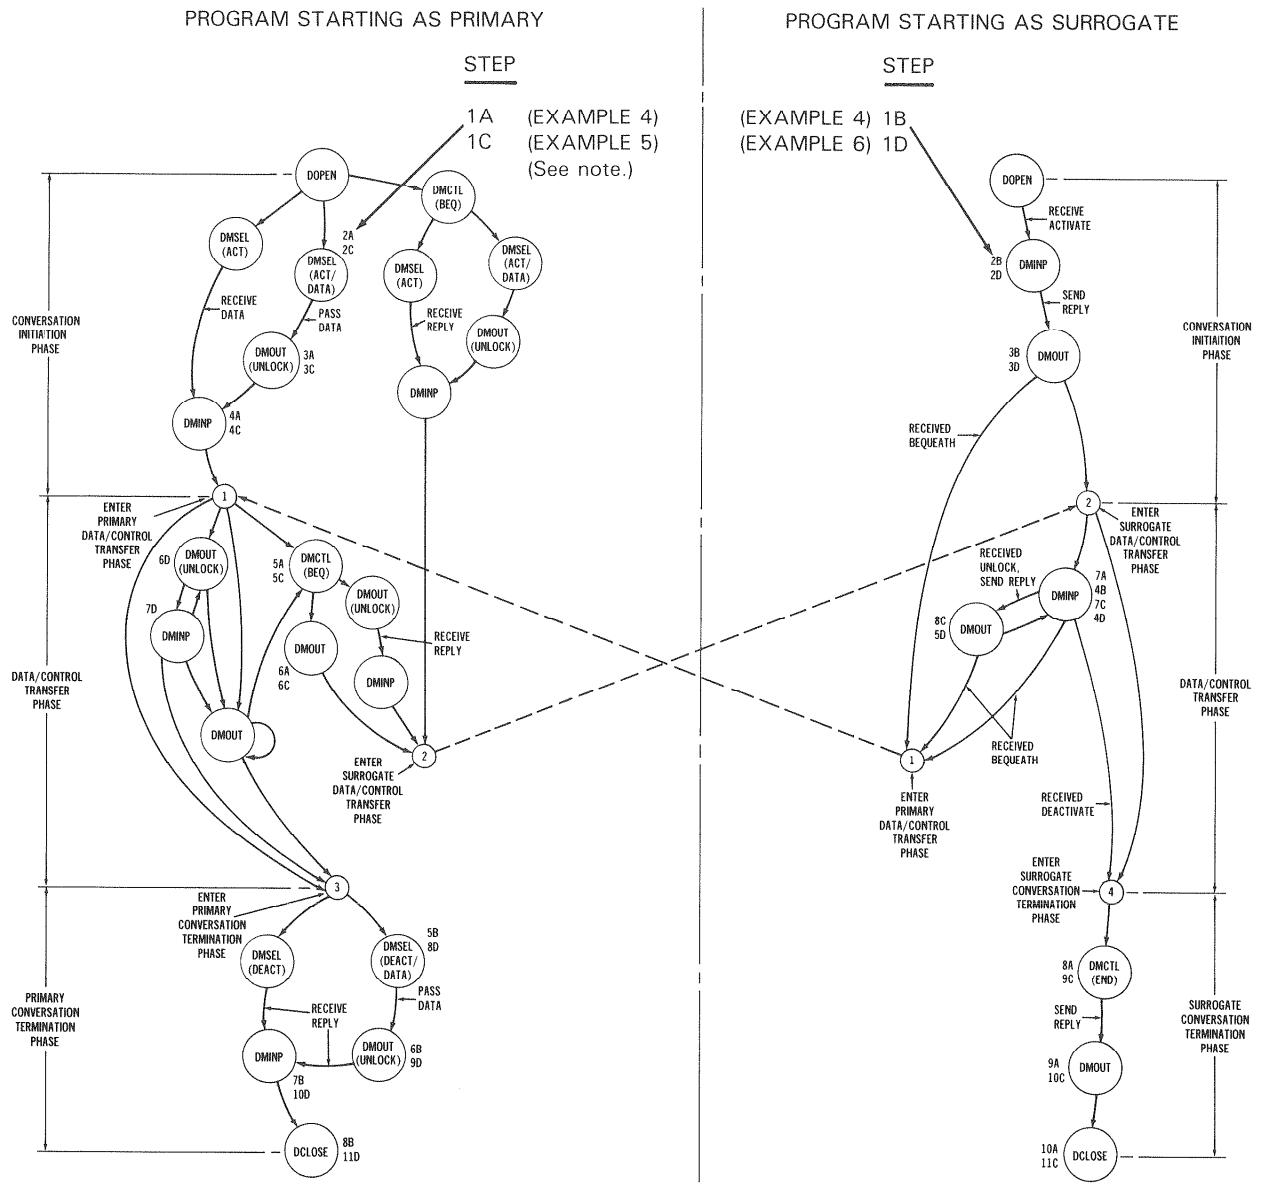 PROGRAM STARTING AS PRIMARY
PROGRAM STARTING AS SURROGATE
STEP
1A (EXAMPLE 4)
1C (EXAMPLE 5)
(See note.)
STEP
(EXAMPLE 4) 1B
(EXAMPLE 6) 1D
DOPEN
DMCTL
(BEQ)
DMSEL
(ACT)
2A
2C
DMSEL
(ACT/
DATA)
DMSEL
(ACT)
DMSEL
(ACT/
DATA)
RECEIVE
DATA
PASS
DATA
RECEIVE
REPLY
DMOUT
(UNLOCK)
CONVERSATION
INITIATION
PHASE
DMOUT
(UNLOCK)
3A
3C
DMINP
DMINP
4A
4C
1
ENTER
PRIMARY
DATA/CONTROL
TRANSFER
PHASE
6D
DMOUT
(UNLOCK)
5A
5C
DMCTL
(BEQ)
DMOUT
(UNLOCK)
7D
DMINP
DMOUT
RECEIVE
REPLY
6A
6C
DMINP
DATA/CONTROL
TRANSFER
PHASE
DMOUT
2
ENTER
SURROGATE
DATA/CONTROL
TRANSFER
PHASE
3
ENTER
PRIMARY
CONVERSATION
TERMINATION
PHASE
DMSEL
(DEACT)
DMSEL
(DEACT/
DATA)
5B
8D
PASS
DATA
RECEIVE
REPLY
PRIMARY
CONVERSATION
TERMINATION
PHASE
DMINP
DMOUT
(UNLOCK)
6B
9D
7B
10D
DCLOSE
8B
11D
DOPEN
RECEIVE
ACTIVATE
2B
2D
DMINP
SEND
REPLY
3B
3D
DMOUT
CONVERSATION
INITIATION
PHASE
RECEIVED
BEQUEATH
2
ENTER
SURROGATE
DATA/CONTROL
TRANSFER
PHASE
RECEIVED
UNLOCK,
SEND REPLY
DMINP
7A
4B
7C
4D
8C
5D
DMOUT
DATA/CONTROL
TRANSFER
PHASE
RECEIVED
BEQUEATH
1
ENTER
PRIMARY
DATA/CONTROL
TRANSFER
PHASE
RECEIVED
DEACTIVATE
ENTER
SURROGATE
CONVERSATION
TERMINATION
PHASE
4
8A
9C
DMCTL
(END)
SEND
REPLY
SURROGATE
CONVERSATION
TERMINATION
PHASE
9A
10C
DMOUT
10A
11C
DCLOSE